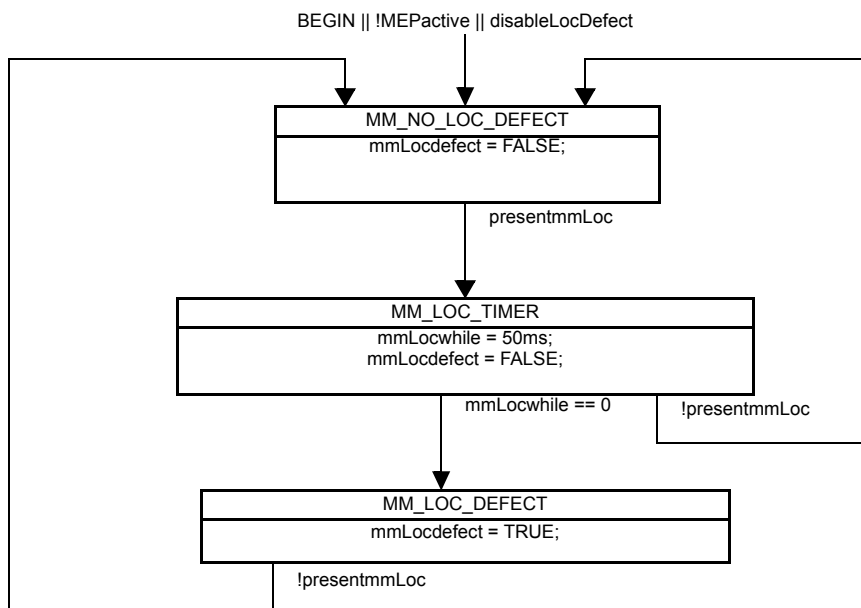 BEGIN || !MEPactive || disableLocDefect
MM_NO_LOC_DEFECT
mmLocdefect = FALSE;
presentmmLoc
MM_LOC_TIMER
mmLocwhile = 50ms;
mmLocdefect = FALSE;
mmLocwhile == 0
!presentmmLoc
MM_LOC_DEFECT
mmLocdefect = TRUE;
!presentmmLoc